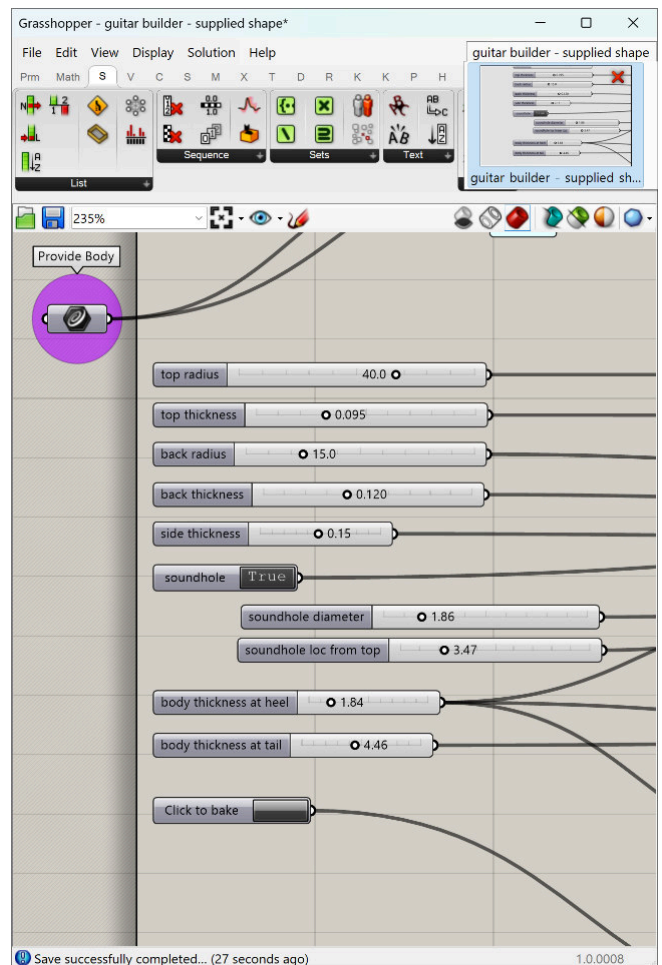 Grasshopper - guitar builder - supplied shape*
File Edit View Display Solution Help
guitar builder - supplied shape
Prm Math S V C S M X T D R K K P H
List
Sequence
Sets
Text
guitar builder - supplied sh...
235%
Provide Body
top radius 40.0
top thickness 0.095
back radius 15.0
back thickness 0.120
side thickness 0.15
soundhole True
soundhole diameter 1.86
soundhole loc from top 3.47
body thickness at heel 1.84
body thickness at tail 4.46
Click to bake
Save successfully completed... (27 seconds ago)
1.0.0008